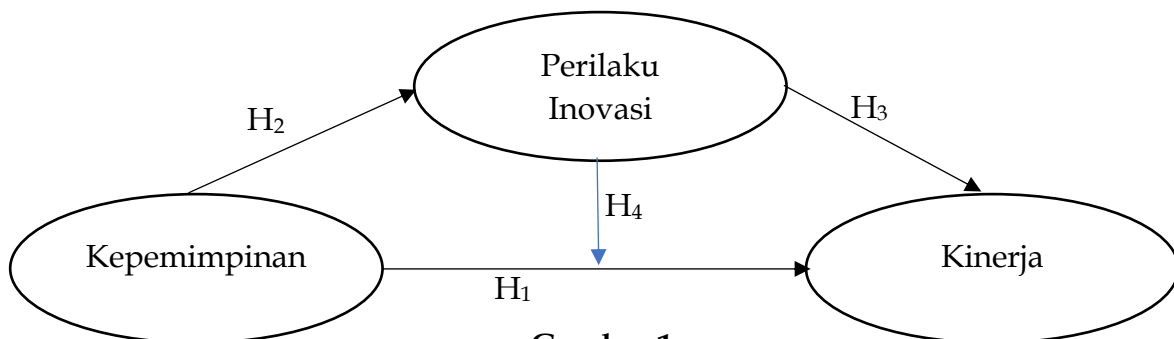 Perilaku
Inovasi
H₂
H₃
H₄
Kepemimpinan
Kinerja
H₁